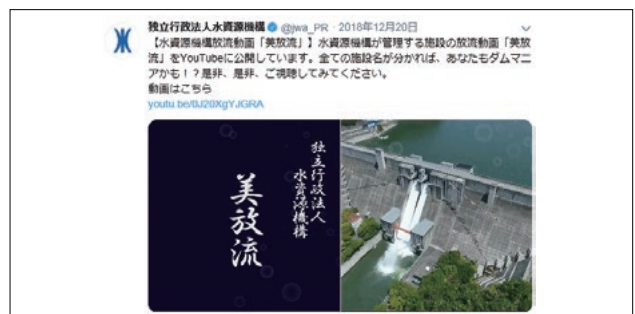 独立行政法人水資源機構 @jwa_PR · 2018年12月20日
【水資源機構放流動画「美放流」】水資源機構が管理する施設の放流動画「美放
流」をYouTubeに公開しています。全ての施設名が分かれば、あなたもダムマニ
アかも！？是非、是非、ご視聴してみてください。
動画はこちら
youtu.be/0J20XgYJGRA
独立行政法人
水資源機構
美放流